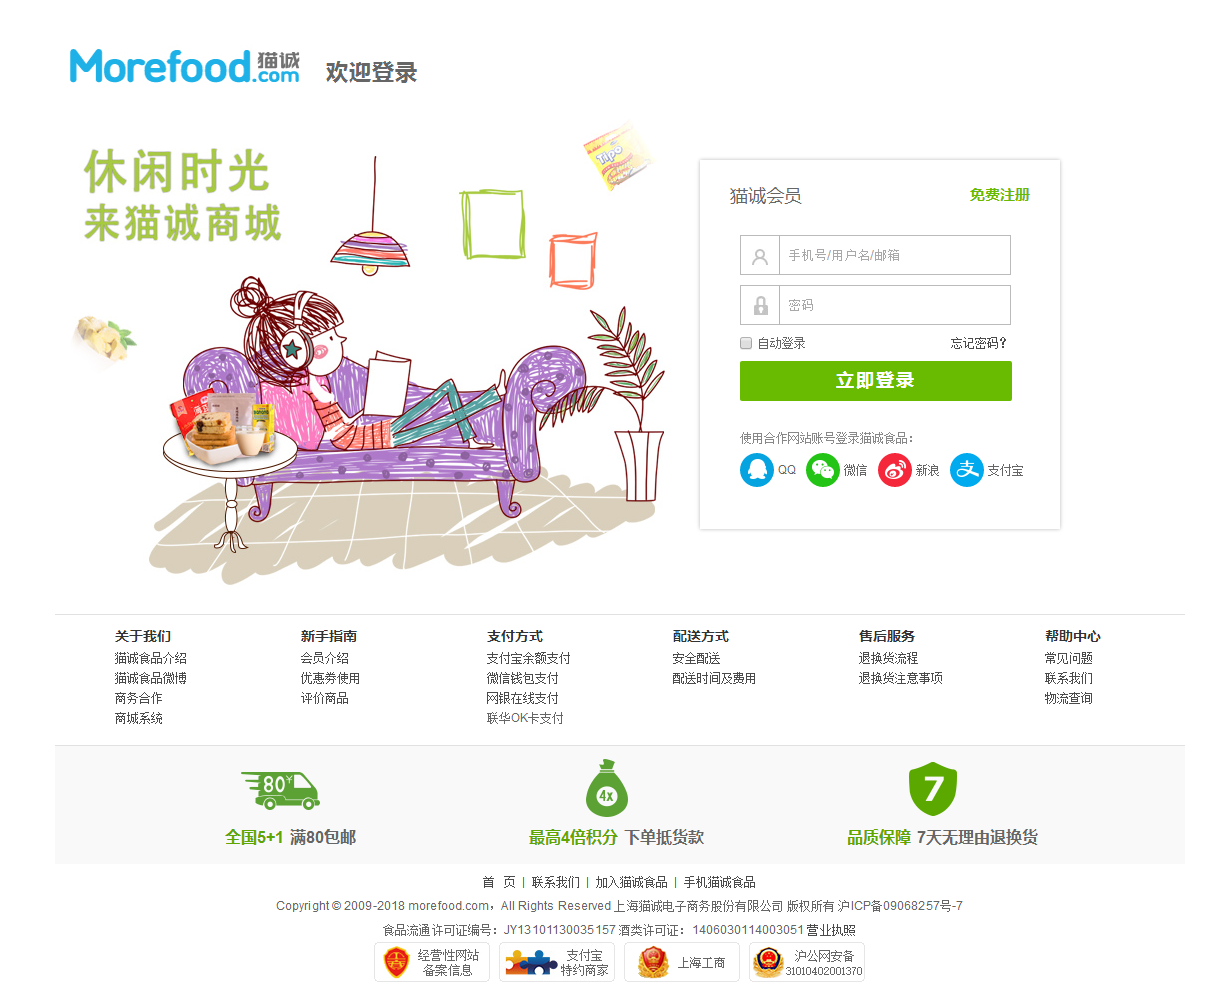 Morefood.com 猫诚 欢迎登录
休闲时光
来猫诚商城
Tipo
猫诚会员 免费注册
手机号/用户名/邮箱
密码
自动登录 忘记密码?
立即登录
使用合作网站账号登录猫诚食品：
QQ 微信 新浪 支付宝
关于我们 新手指南 支付方式 配送方式 售后服务 帮助中心
猫诚食品介绍 会员介绍 支付宝余额支付 安全配送 退换货流程 常见问题
猫诚食品微博 优惠券使用 微信钱包支付 配送时间及费用 退换货注意事项 联系我们
商务合作 评价商品 网银在线支付 物流查询
商城系统 联华OK卡支付
80¥ 4x 7
全国5+1 满80包邮 最高4倍积分 下单抵货款 品质保障 7天无理由退换货
首 页 | 联系我们 | 加入猫诚食品 | 手机猫诚食品
Copyright © 2009-2018 morefood.com，All Rights Reserved 上海猫诚电子商务股份有限公司 版权所有 沪ICP备09068257号-7
食品流通许可证编号：JY13101130035157 酒类许可证：1406030114003051 营业执照
经营性网站 支付宝 上海工商 沪公网安备
备案信息 特约商家 31010402001370